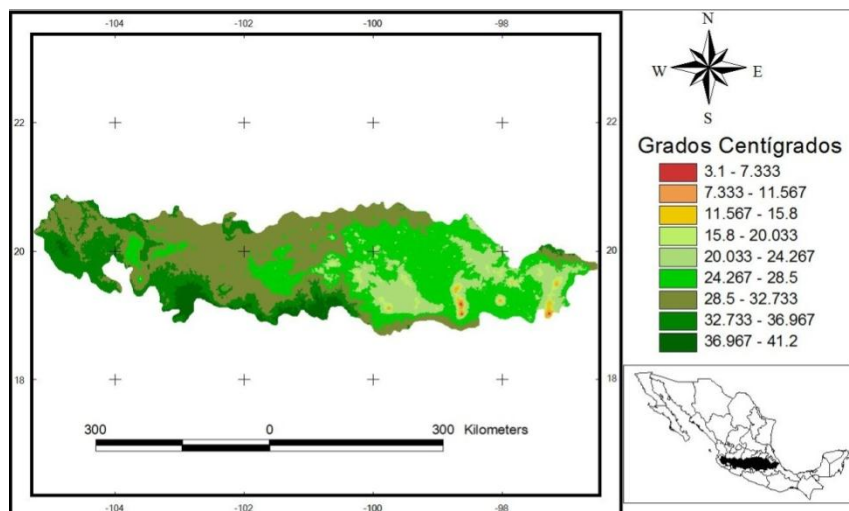 -104 -102 -100 -98
N
W E
S
22 22
20 20
18 18
Grados Centígrados
3.1 - 7.333
7.333 - 11.567
11.567 - 15.8
15.8 - 20.033
20.033 - 24.267
24.267 - 28.5
28.5 - 32.733
32.733 - 36.967
36.967 - 41.2
300 0 300 Kilometers
-104 -102 -100 -98